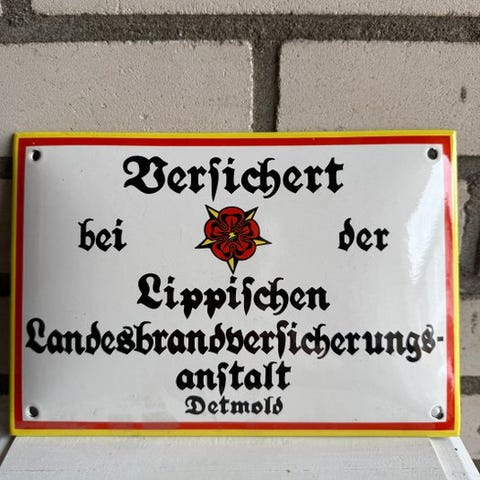 Versichert
bei der
Lippischen
Landesbrandversicherungs-
anstalt
Detmold